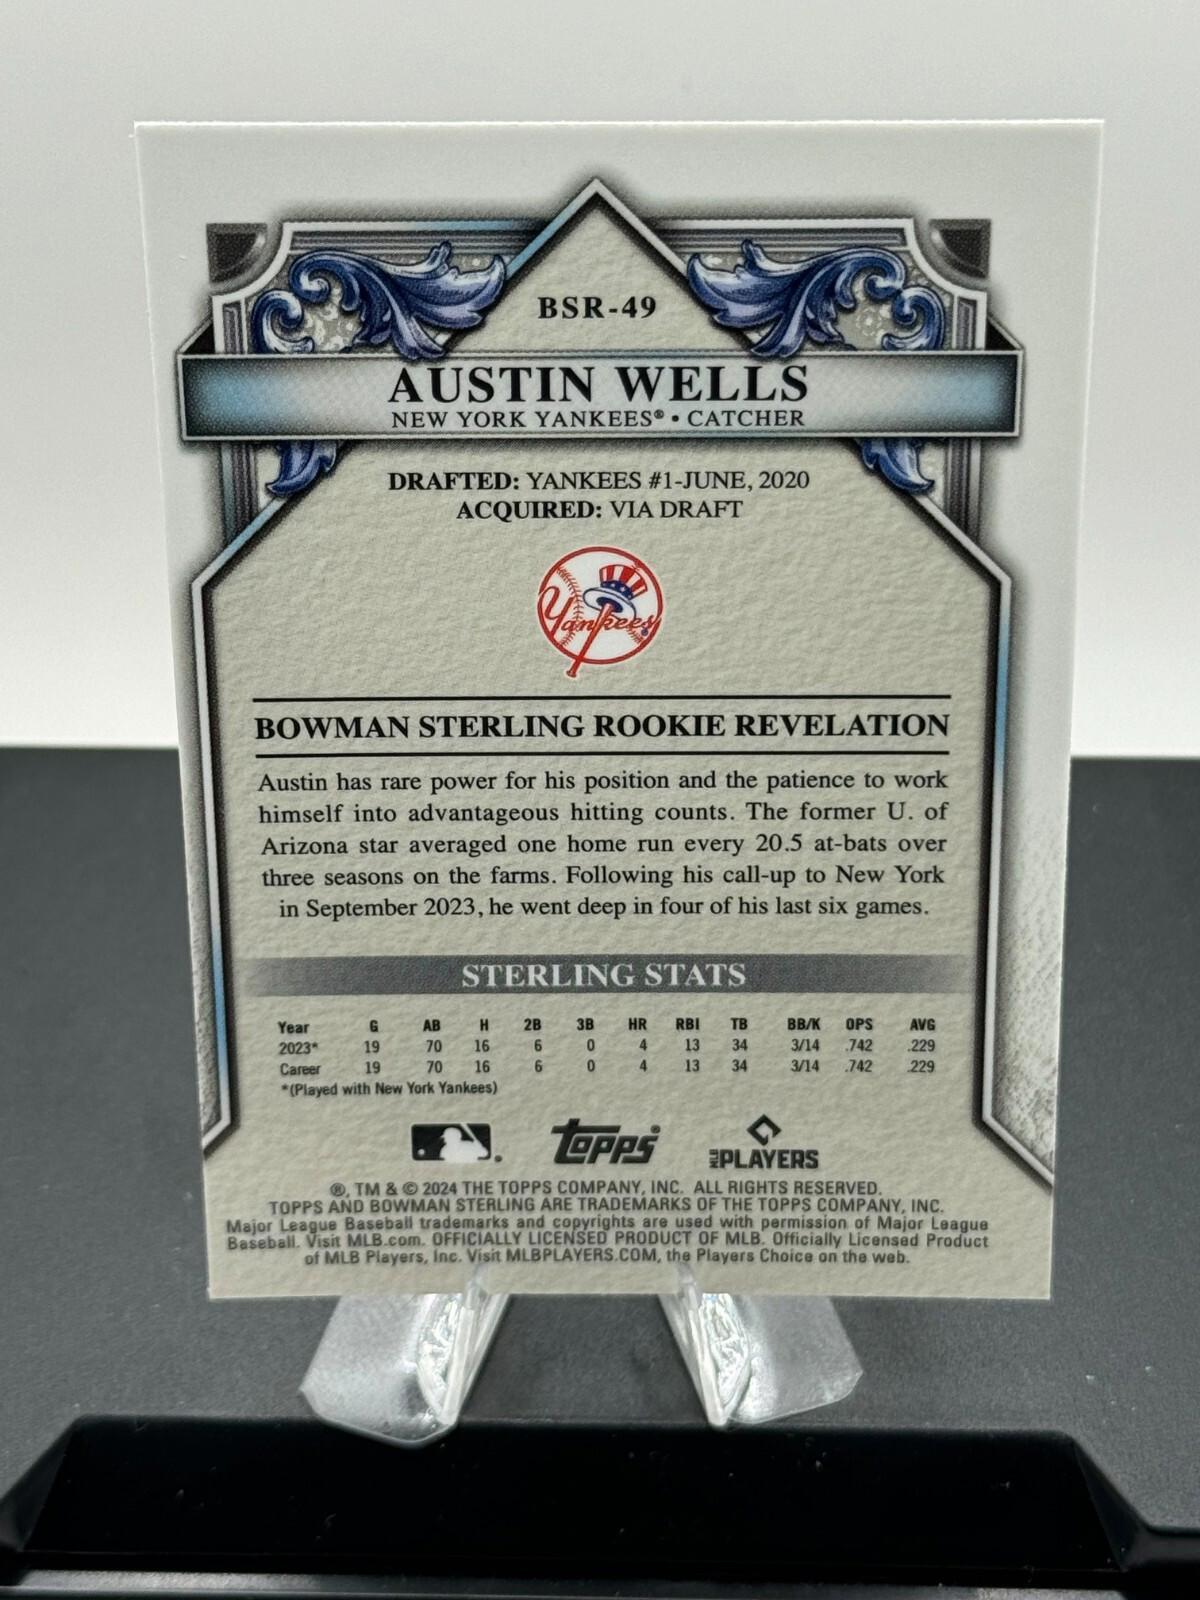 BSR-49
AUSTIN WELLS
NEW YORK YANKEES® • CATCHER
DRAFTED: YANKEES #1-JUNE, 2020
ACQUIRED: VIA DRAFT
Yankees
BOWMAN STERLING ROOKIE REVELATION
Austin has rare power for his position and the patience to work
himself into advantageous hitting counts. The former U. of
Arizona star averaged one home run every 20.5 at-bats over
three seasons on the farms. Following his call-up to New York
in September 2023, he went deep in four of his last six games.
STERLING STATS
Year G AB H 2B 3B HR RBI TB BB/K OPS AVG
2023* 19 70 16 6 0 4 13 34 3/14 .742 .229
Career 19 70 16 6 0 4 13 34 3/14 .742 .229
*(Played with New York Yankees)
topps® MLB PLAYERS
®, TM & © 2024 THE TOPPS COMPANY, INC. ALL RIGHTS RESERVED.
TOPPS AND BOWMAN STERLING ARE TRADEMARKS OF THE TOPPS COMPANY, INC.
Major League Baseball trademarks and copyrights are used with permission of Major League
Baseball. Visit MLB.com. OFFICIALLY LICENSED PRODUCT OF MLB. Officially Licensed Product
of MLB Players, Inc. Visit MLBPLAYERS.COM, the Players Choice on the web.